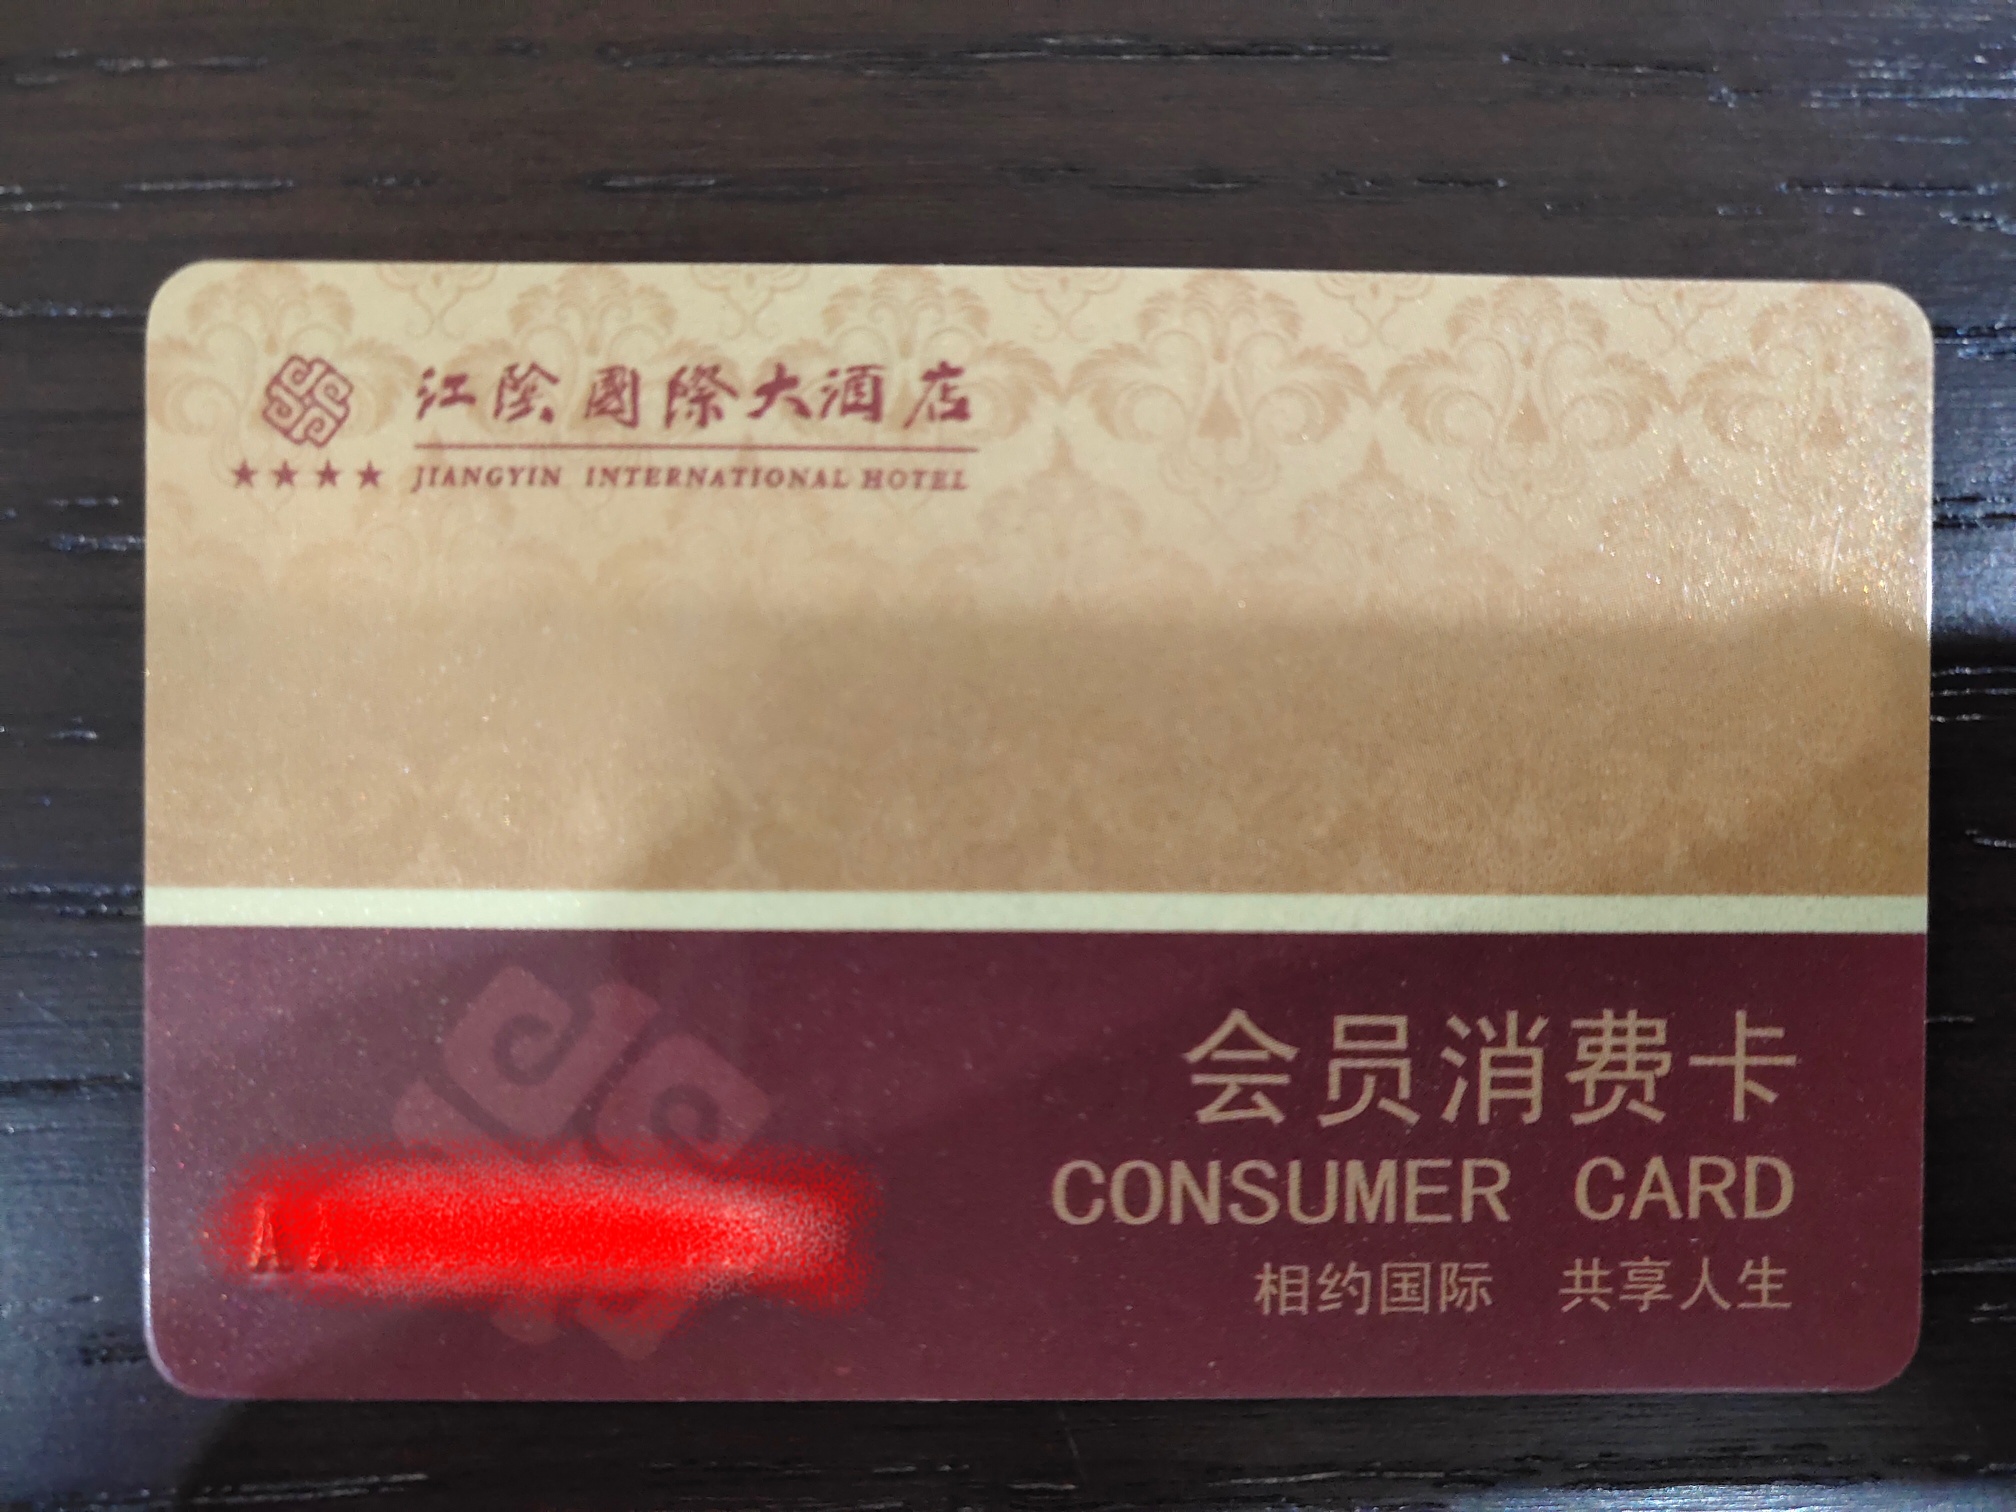 江陰國際大酒店
★★★★ JIANGYIN INTERNATIONAL HOTEL
会员消费卡
CONSUMER CARD
相约国际 共享人生